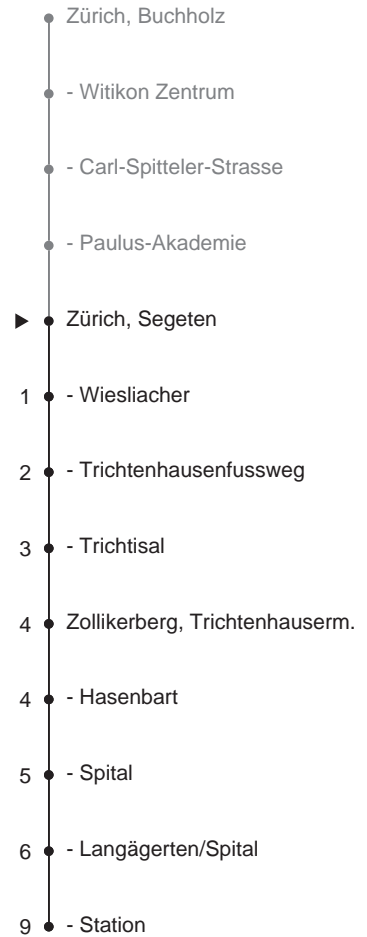 Zürich, Buchholz
- Witikon Zentrum
- Carl-Spitteler-Strasse
- Paulus-Akademie
Zürich, Segeten
1 - Wiesliacher
2 - Trichtenhausenfussweg
3 - Trichtisal
4 Zollikerberg, Trichtenhauserm.
4 - Hasenbart
5 - Spital
6 - Langägerten/Spital
9 - Station